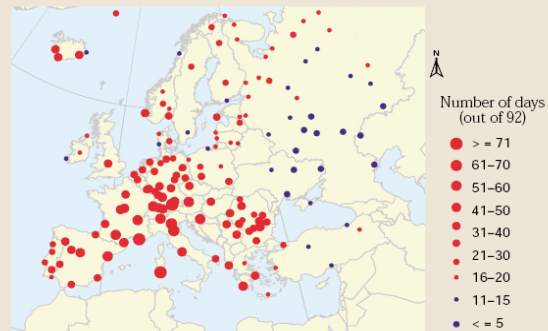 N
Number of days
(out of 92)
> = 71
61–70
51–60
41–50
31–40
21–30
16–20
11–15
< = 5